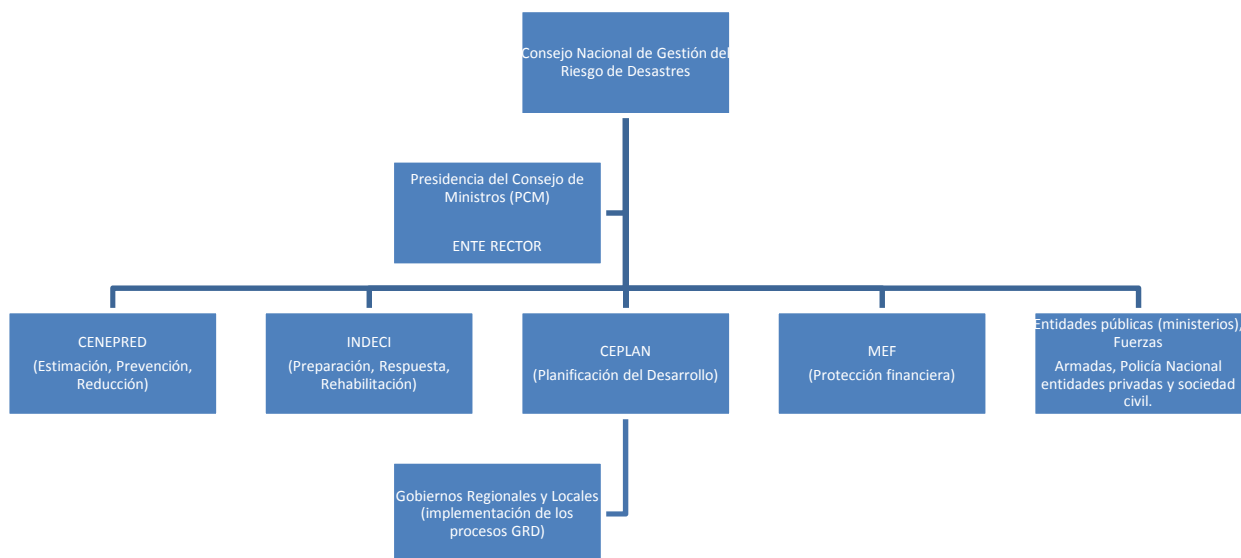 Consejo Nacional de Gestión del
Riesgo de Desastres
Presidencia del Consejo de
Ministros (PCM)
ENTE RECTOR
CENEPRED
(Estimación, Prevención,
Reducción)
INDECI
(Preparación, Respuesta,
Rehabilitación)
CEPLAN
(Planificación del Desarrollo)
MEF
(Protección financiera)
Entidades públicas (ministerios),
Fuerzas
Armadas, Policía Nacional
entidades privadas y sociedad
civil.
Gobiernos Regionales y Locales
(implementación de los
procesos GRD)